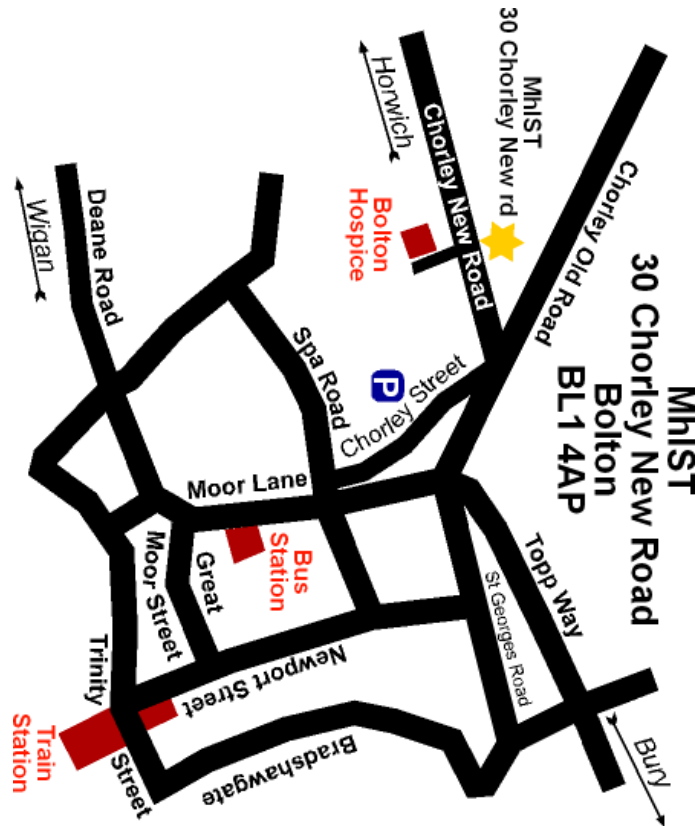 MhIST
30 Chorley New Road
Bolton
BL1 4AP
MhIST
30 Chorley New rd
Chorley Old Road
Chorley New Road
Horwich
Bolton
Hospice
Wigan
Deane Road
Spa Road
P
Chorley Street
Moor Lane
Bus
Station
Great
Moor Street
Topp Way
St Georges Road
Newport Street
Trinity
Street
Train
Station
Bradshawgate
Bury